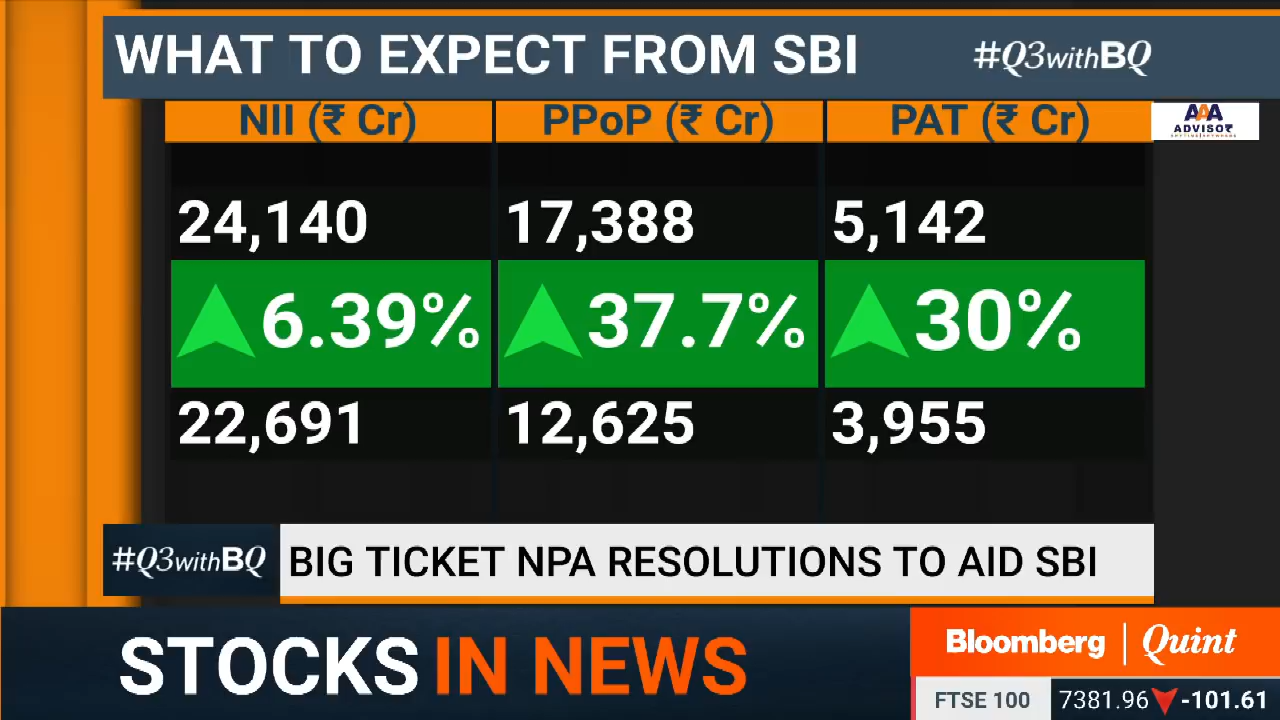 WHAT TO EXPECT FROM SBI #Q3withBQ
NII (₹ Cr) PPoP (₹ Cr) PAT (₹ Cr)
AAA
ADVISOR
24,140 17,388 5,142
6.39% 37.7% 30%
22,691 12,625 3,955
#Q3withBQ BIG TICKET NPA RESOLUTIONS TO AID SBI
STOCKS IN NEWS
Bloomberg | Quint
FTSE 100 7381.96 -101.61